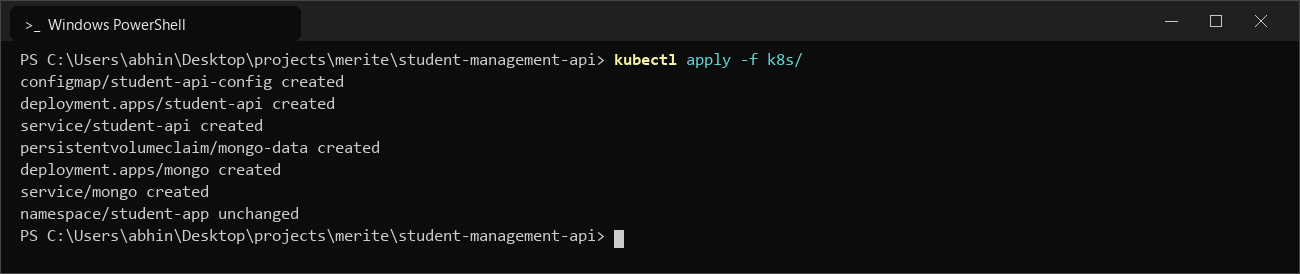 >_ Windows PowerShell
PS C:\Users\abhin\Desktop\projects\merite\student-management-api> kubectl apply -f k8s/
configmap/student-api-config created
deployment.apps/student-api created
service/student-api created
persistentvolumeclaim/mongo-data created
deployment.apps/mongo created
service/mongo created
namespace/student-app unchanged
PS C:\Users\abhin\Desktop\projects\merite\student-management-api>